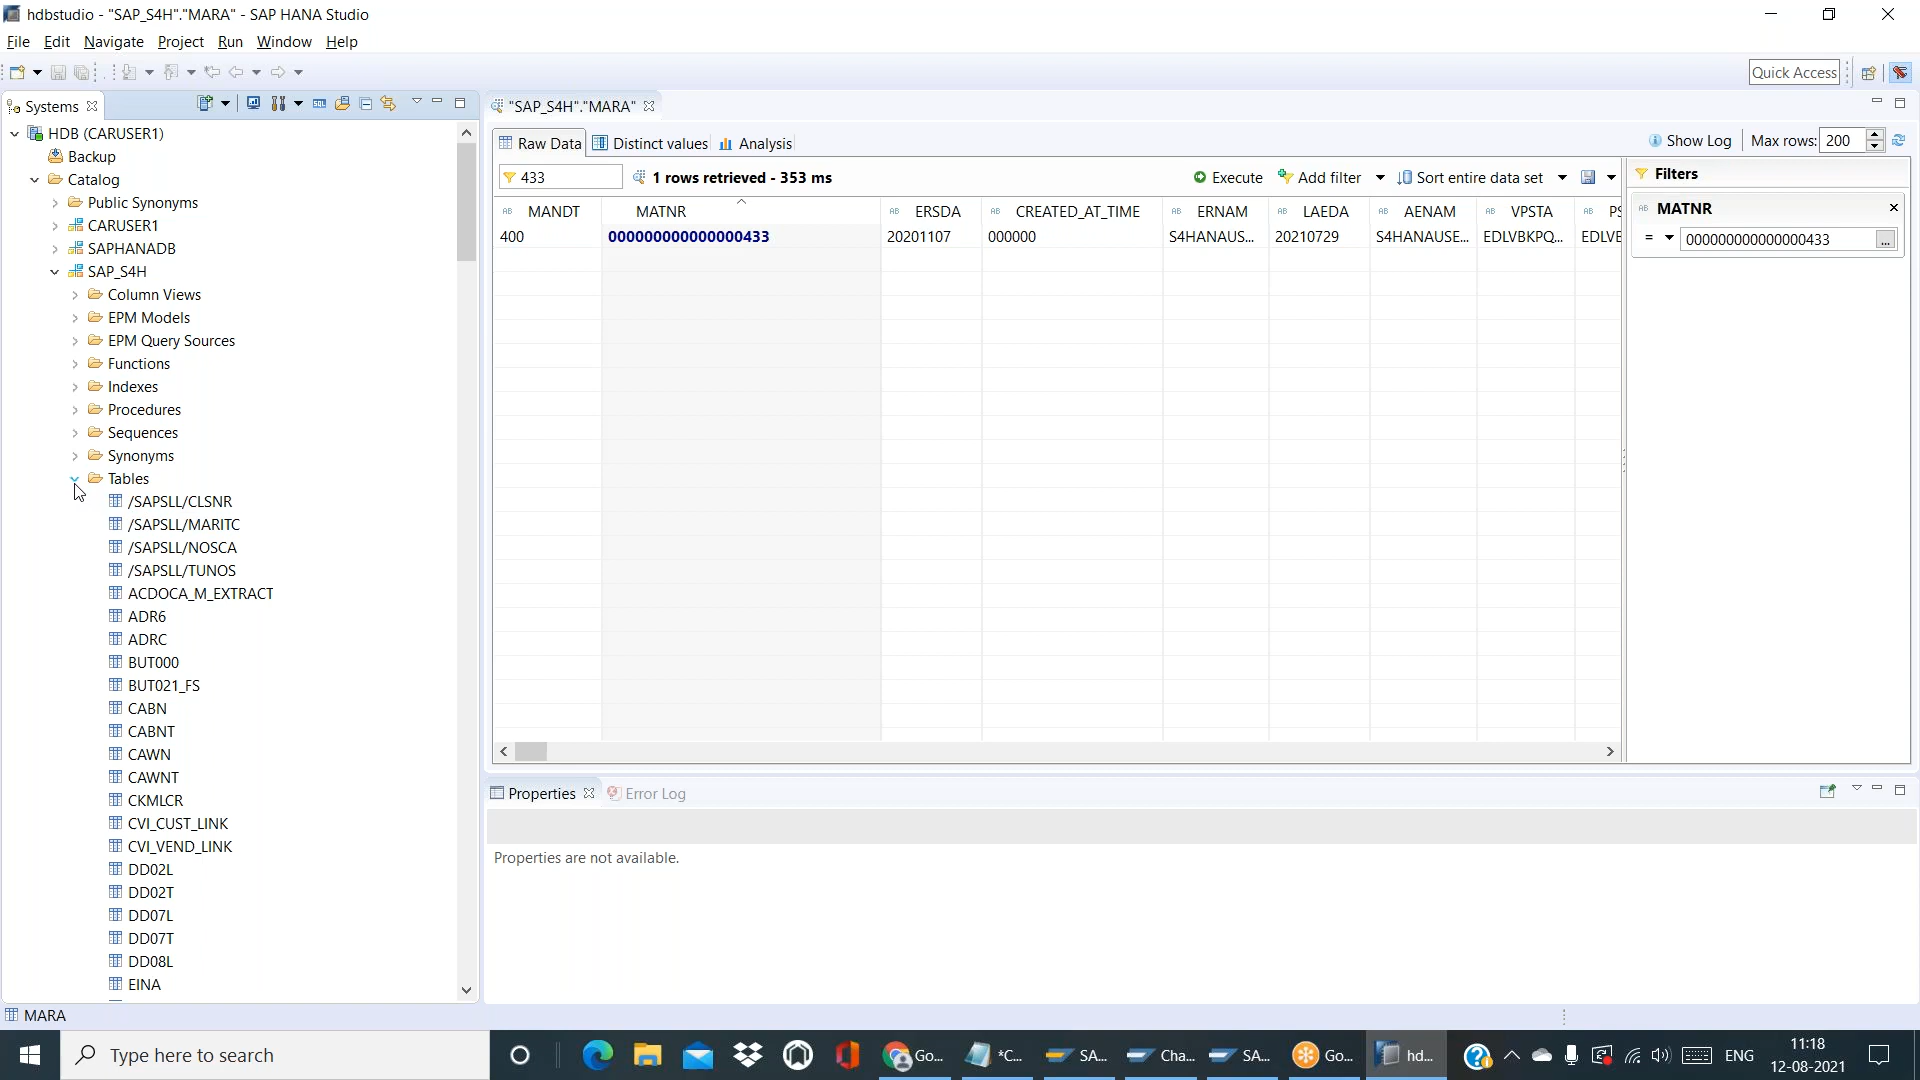 hdbstudio - "SAP_S4H"."MARA" - SAP HANA Studio
File Edit Navigate Project Run Window Help
Quick Access
Systems
"SAP_S4H"."MARA"
HDB (CARUSER1)
Backup
Catalog
Public Synonyms
CARUSER1
SAPHANADB
SAP_S4H
Column Views
EPM Models
EPM Query Sources
Functions
Indexes
Procedures
Sequences
Synonyms
Tables
/SAPSLL/CLSNR
/SAPSLL/MARITC
/SAPSLL/NOSCA
/SAPSLL/TUNOS
ACDOCA_M_EXTRACT
ADR6
ADRC
BUT000
BUT021_FS
CABN
CABNT
CAWN
CAWNT
CKMLCR
CVI_CUST_LINK
CVI_VEND_LINK
DD02L
DD02T
DD07L
DD07T
DD08L
EINA
Raw Data Distinct values Analysis
Show Log Max rows: 200
433 1 rows retrieved - 353 ms
Execute Add filter Sort entire data set
MANDT MATNR ERSDA CREATED_AT_TIME ERNAM LAEDA AENAM VPSTA PS
400 000000000000000433 20201107 000000 S4HANAUS... 20210729 S4HANAUSE... EDLVBKPQ... EDLVE
Filters
MATNR
= 000000000000000433 ...
Properties Error Log
Properties are not available.
MARA
Type here to search
Go... *C... SA... Cha... SA... Go... hd...
ENG
11:18
12-08-2021